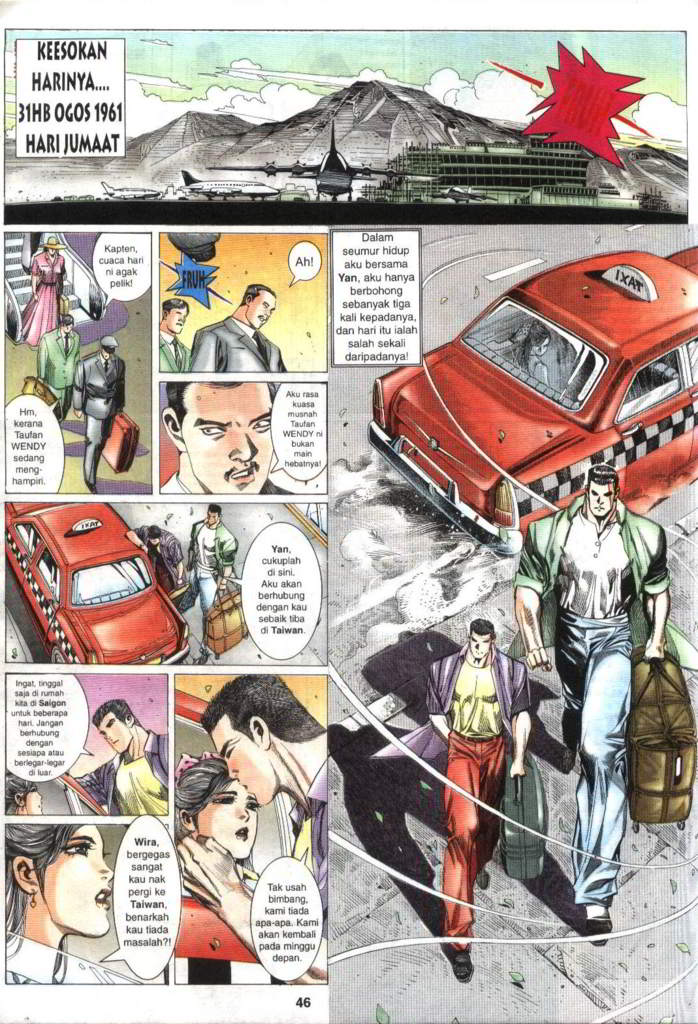 KEESOKAN
HARINYA....
31HB OGOS 1961
HARI JUMAAT
PRUH!
Kapten,
cuaca hari
ni agak
pelik!
Hm,
kerana
Taufan
WENDY
sedang
meng-
hampiri.
PRUH
Ah!
Aku rasa
kuasa
musnah
Taufan
WENDY ni
bukan
main
hebatnya!
Dalam
seumur hidup
aku bersama
Yan, aku hanya
berbohong
sebanyak tiga
kali kepadanya,
dan hari itu ialah
salah sekali
daripadanya!
IXAT
IXAT
Yan,
cukuplah
di sini.
Aku akan
berhubung
dengan kau
sebaik tiba
di Taiwan.
Ingat, tinggal
saja di rumah
kita di Saigon
untuk beberapa
hari. Jangan
berhubung
dengan
sesiapa atau
berlegar-legar
di luar.
Wira,
bergegas
sangat
kau nak
pergi ke
Taiwan,
benarkah
kau tiada
masalah?!
Tak usah
bimbang,
kami tiada
apa-apa. Kami
akan kembali
pada minggu
depan.
46